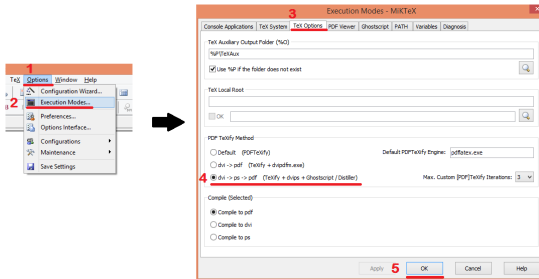 1
TeX Options Window Help
Configuration Wizard...
2 Execution Modes...
Preferences...
Options Interface...
Configurations
Maintenance
Save Settings
Execution Modes - MiKTeX
3
Console Applications TeX System TeX Options PDF Viewer Ghostscript PATH Variables Diagnosis
TeX Auxiliary Output Folder (%O)
%P\TeXAux
Use %P if the folder does not exist
TeX Local Root
OK
PDF TeXify Method
Default (PDFTeXify) Default PDFTeXify Engine: pdflatex.exe
dvi -> pdf (TeXify + dvipdfm.exe)
4 dvi -> ps -> pdf (TeXify + dvips + Ghostscript / Distiller) Max. Custom [PDF]TeXify Iterations: 3
Compile (Selected)
Compile to pdf
Compile to dvi
Compile to ps
Apply 5 OK Cancel Help